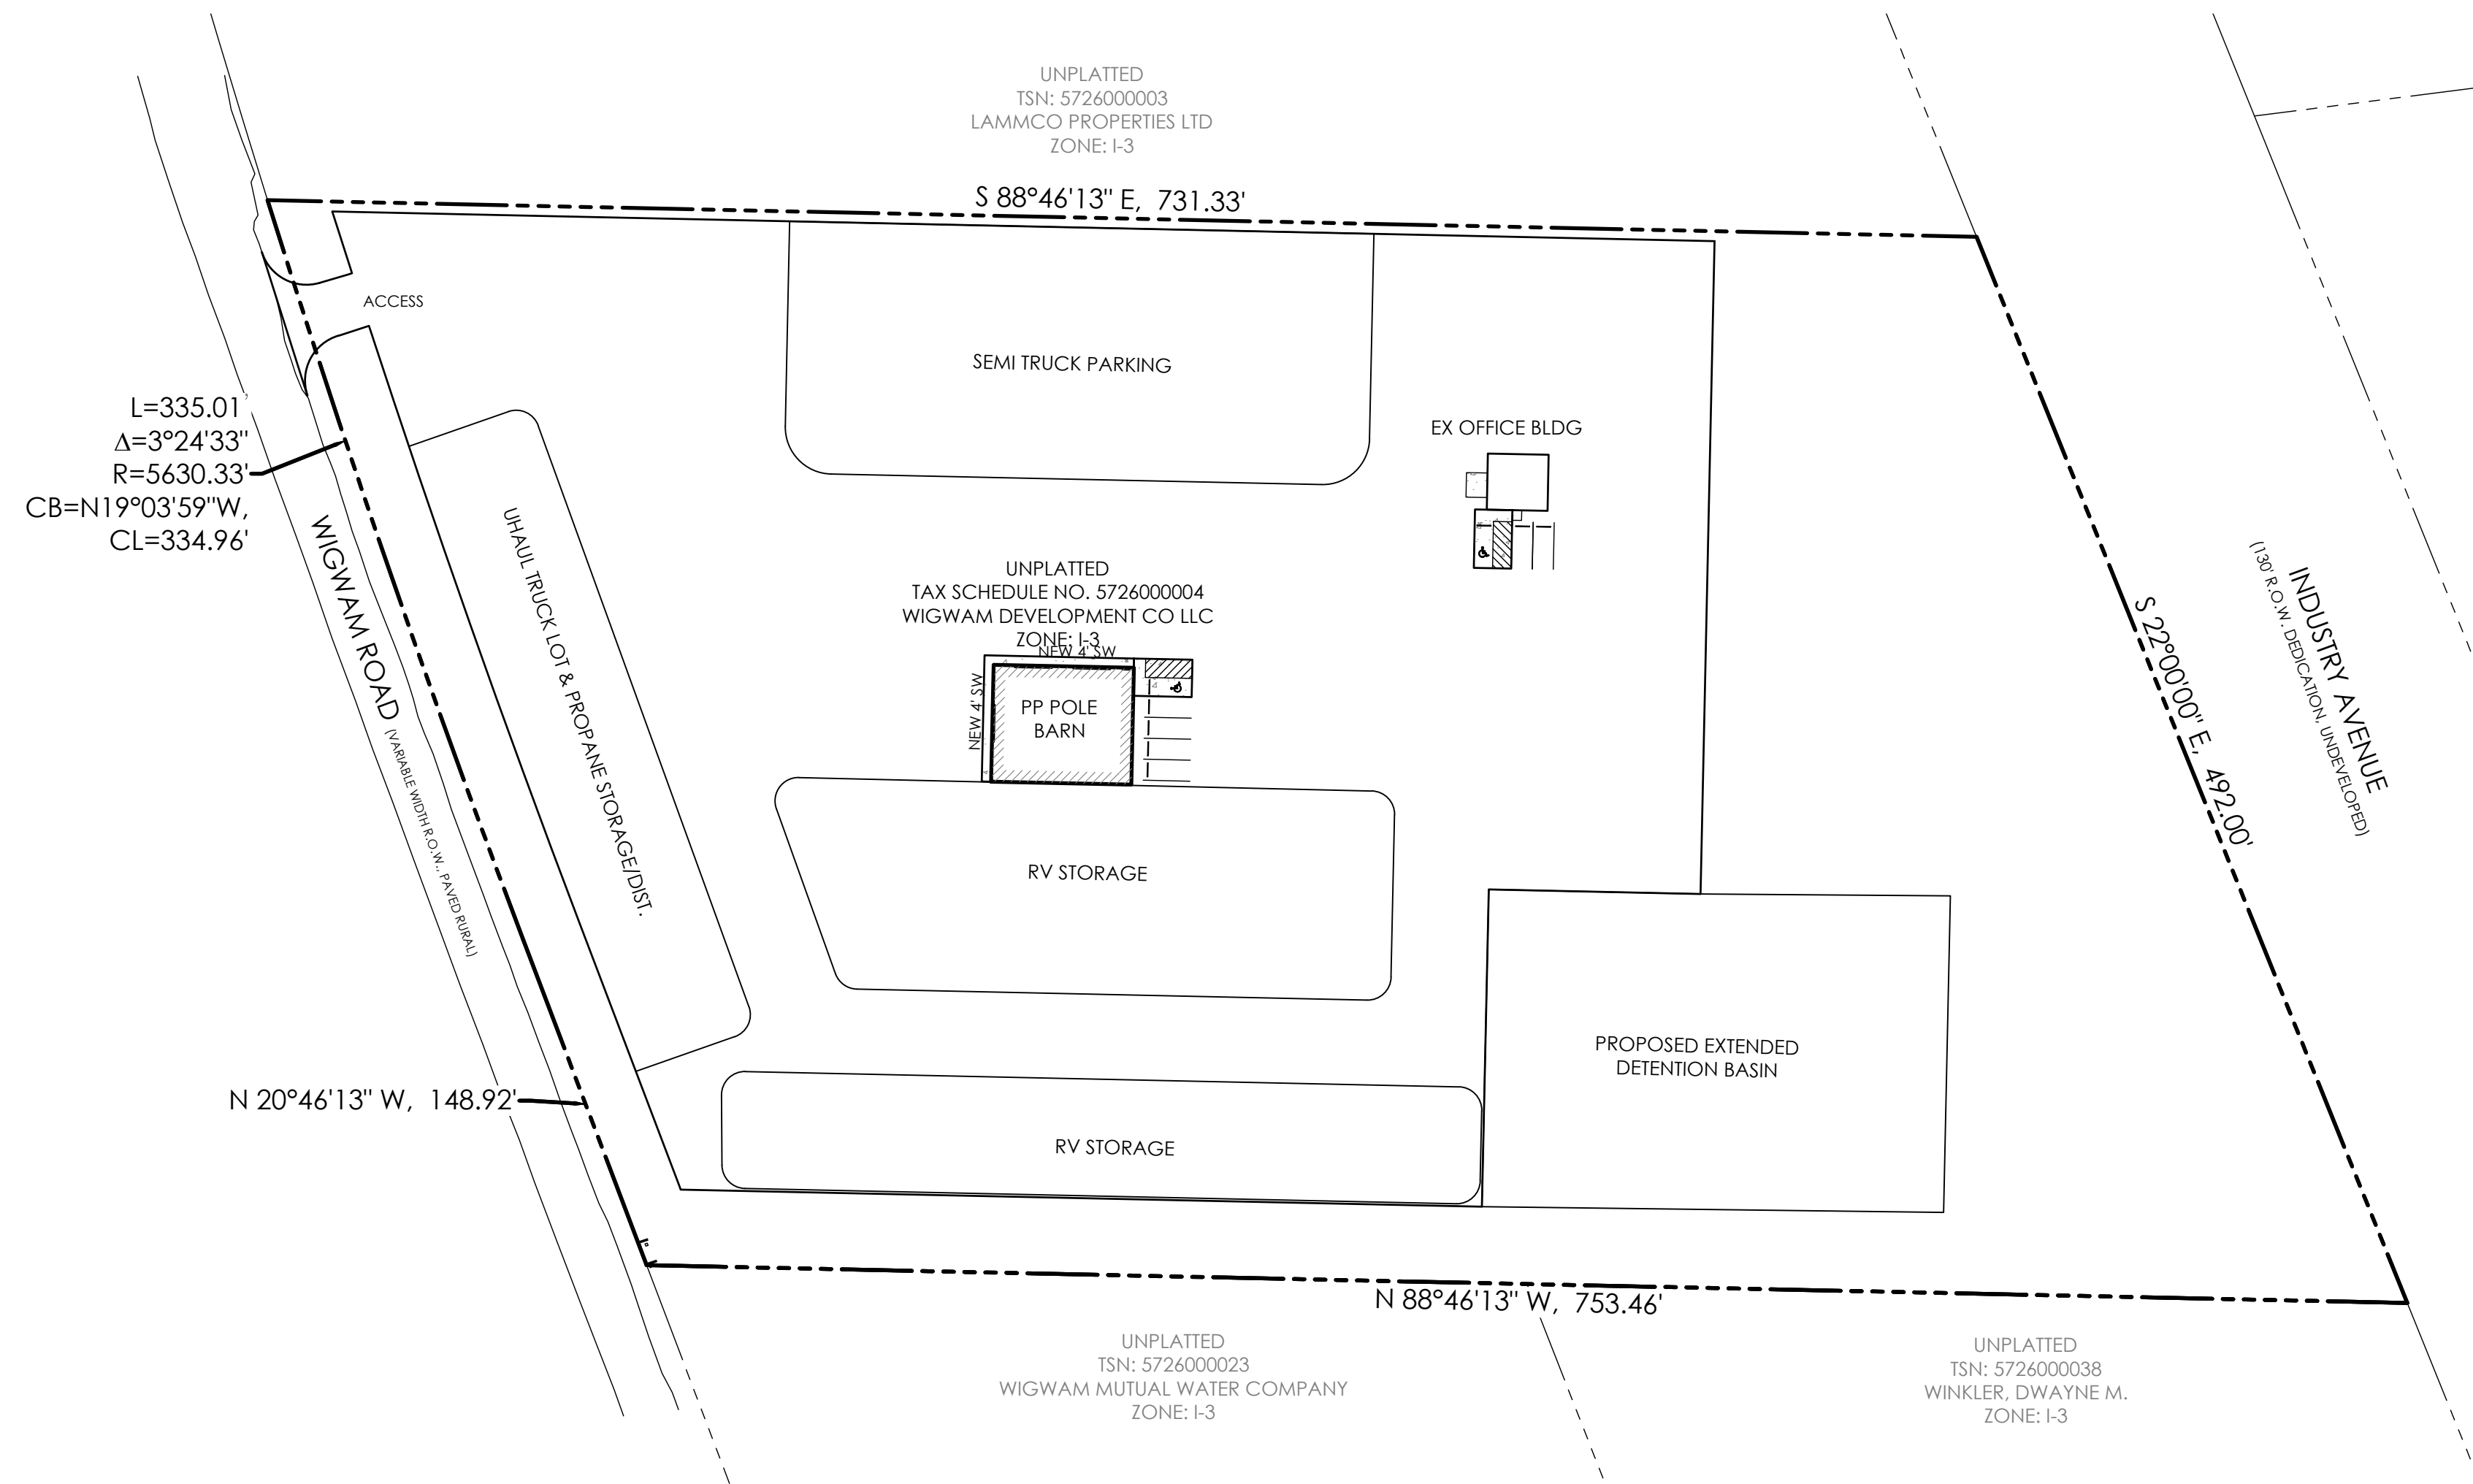 UNPLATTED
TSN: 5726000003
LAMMCO PROPERTIES LTD
ZONE: I-3
S 88°46'13" E, 731.33'
ACCESS
SEMI TRUCK PARKING
L=335.01'
Δ=3°24'33"
R=5630.33'
CB=N19°03'59"W,
CL=334.96'
EX OFFICE BLDG
WIGWAM ROAD (VARIABLE WIDTH R.O.W., PAVED RURAL)
UHAUL TRUCK LOT & PROPANE STORAGE/DIST.
UNPLATTED
TAX SCHEDULE NO. 5726000004
WIGWAM DEVELOPMENT CO LLC
ZONE: I-3
NEW 4' SW
NEW 4' SW
PP POLE
BARN
S 22°00'00" E, 492.00'
INDUSTRY AVENUE
(130' R.O.W. DEDICATION, UNDEVELOPED)
RV STORAGE
PROPOSED EXTENDED
DETENTION BASIN
N 20°46'13" W, 148.92'
RV STORAGE
N 88°46'13" W, 753.46'
UNPLATTED
TSN: 5726000023
WIGWAM MUTUAL WATER COMPANY
ZONE: I-3
UNPLATTED
TSN: 5726000038
WINKLER, DWAYNE M.
ZONE: I-3